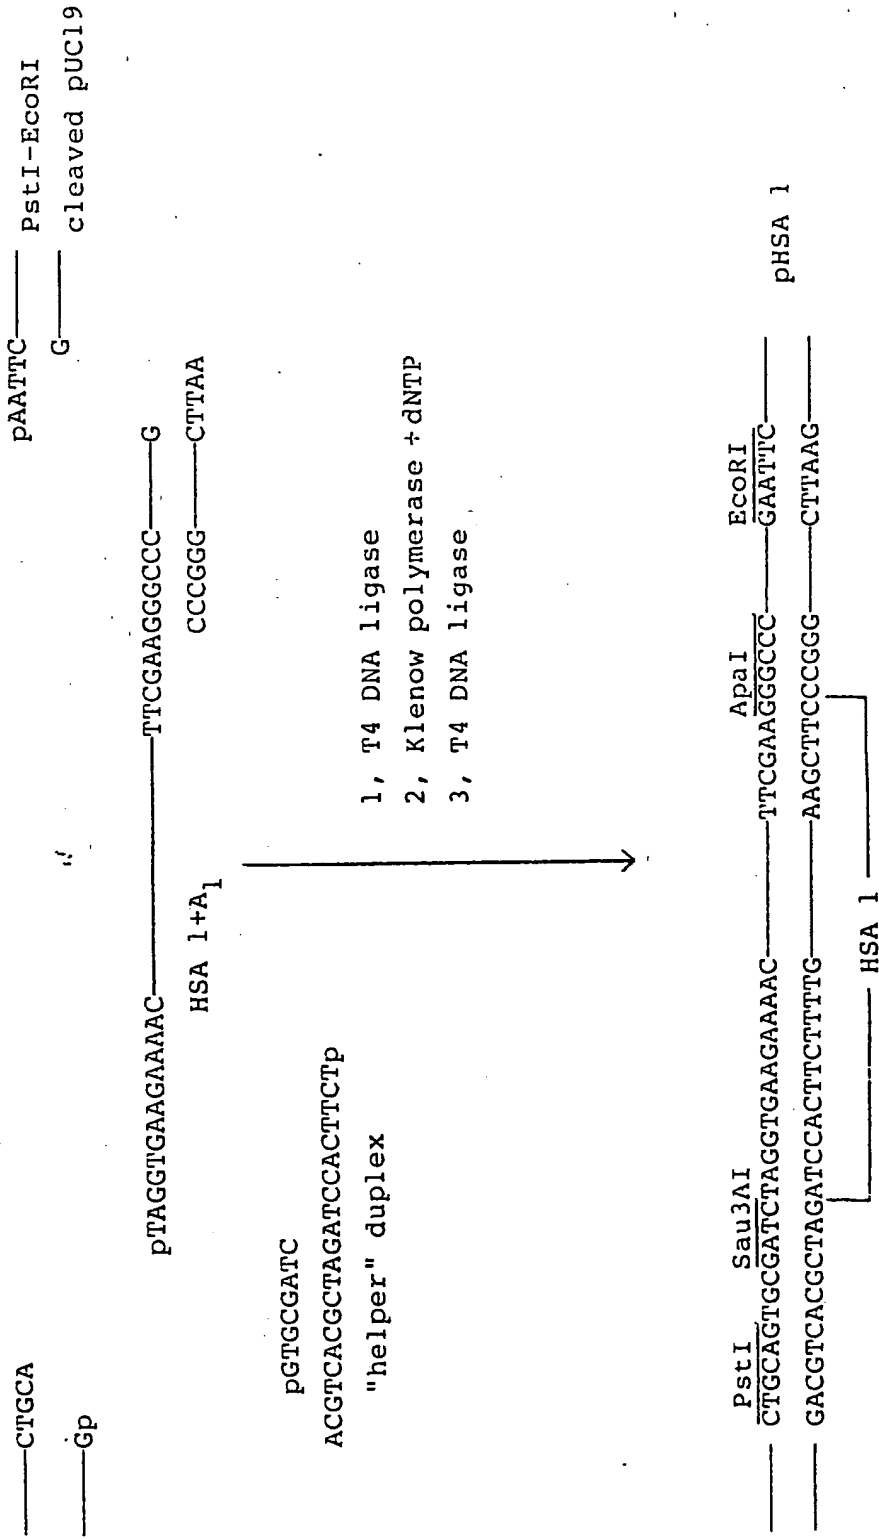 —CTGCA
pAATTC— PstI-EcoRI
—Gp
G— cleaved pUC19
pTAGGTGAAGAAAAC—TTCGAAGGGCCC—G
HSA 1+A1
CCCGGG—CTTAA
pGTGCGATC
ACGTCACGCTAGATCCACTTCTp
"helper" duplex
1, T4 DNA ligase
2, Klenow polymerase + dNTP
3, T4 DNA ligase
PstI Sau3AI ApaI EcoRI
—CTGCAGTGCGATCTAGGTGAAGAAAAC—TTCGAAGGGCCC—GAATTC—
pHSA 1
—GACGTCACGCTAGATCCACTTCTTTTG—AAGCTTCCCGGG—CTTAAG—
HSA 1